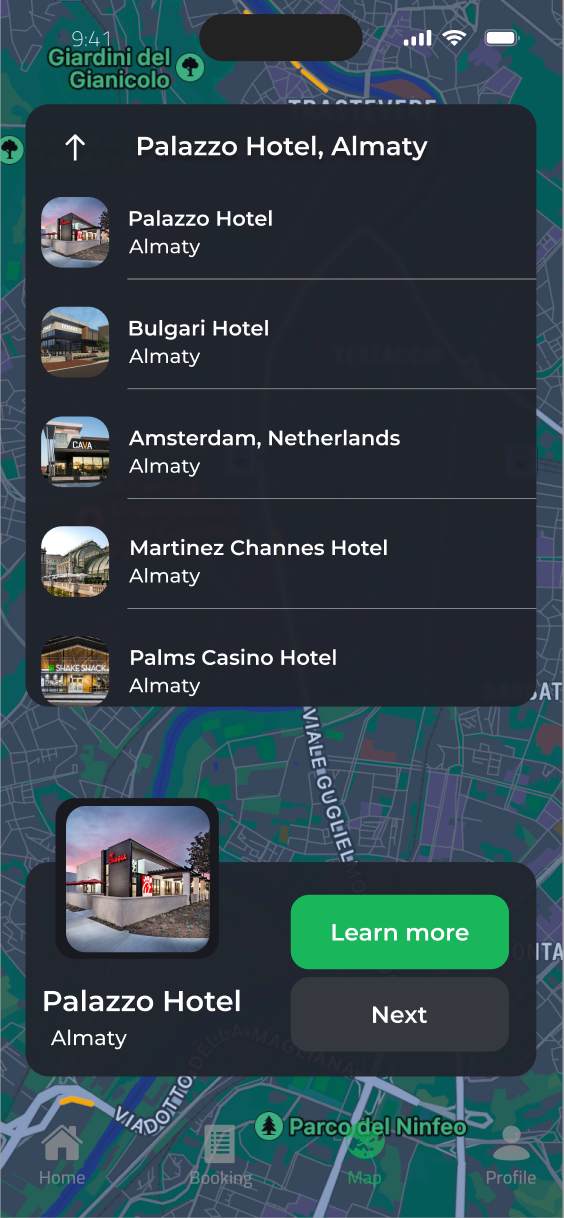 9:41
Giardini del
Gianicolo
TRASTEVERE
Palazzo Hotel, Almaty
Palazzo Hotel
Almaty
Bulgari Hotel
Almaty
TESTACCIO
Amsterdam, Netherlands
Almaty
CAVA
Martinez Channes Hotel
Almaty
Palms Casino Hotel
Almaty
SHAKE SHACK
VIALE GUGLIELMO
Learn more
Palazzo Hotel
Almaty
Next
DELLA MAGLIANA
VIADOTTO
Parco del Ninfeo
Home
Booking
Map
Profile